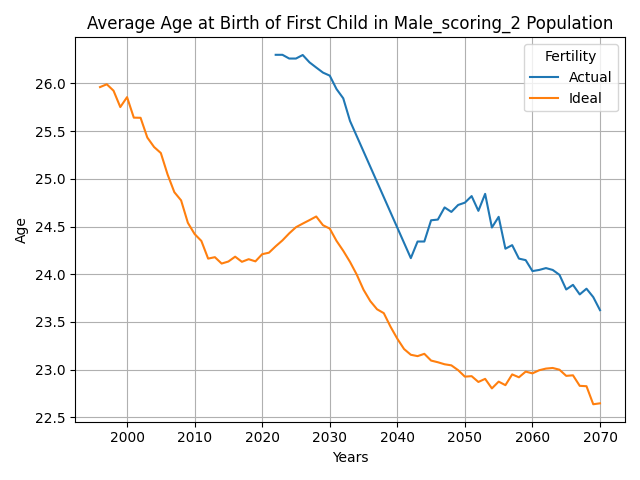 Average Age at Birth of First Child in Male_scoring_2 Population
Fertility
Actual
Ideal
Age
26.0
25.5
25.0
24.5
24.0
23.5
23.0
22.5
2000 2010 2020 2030 2040 2050 2060 2070
Years